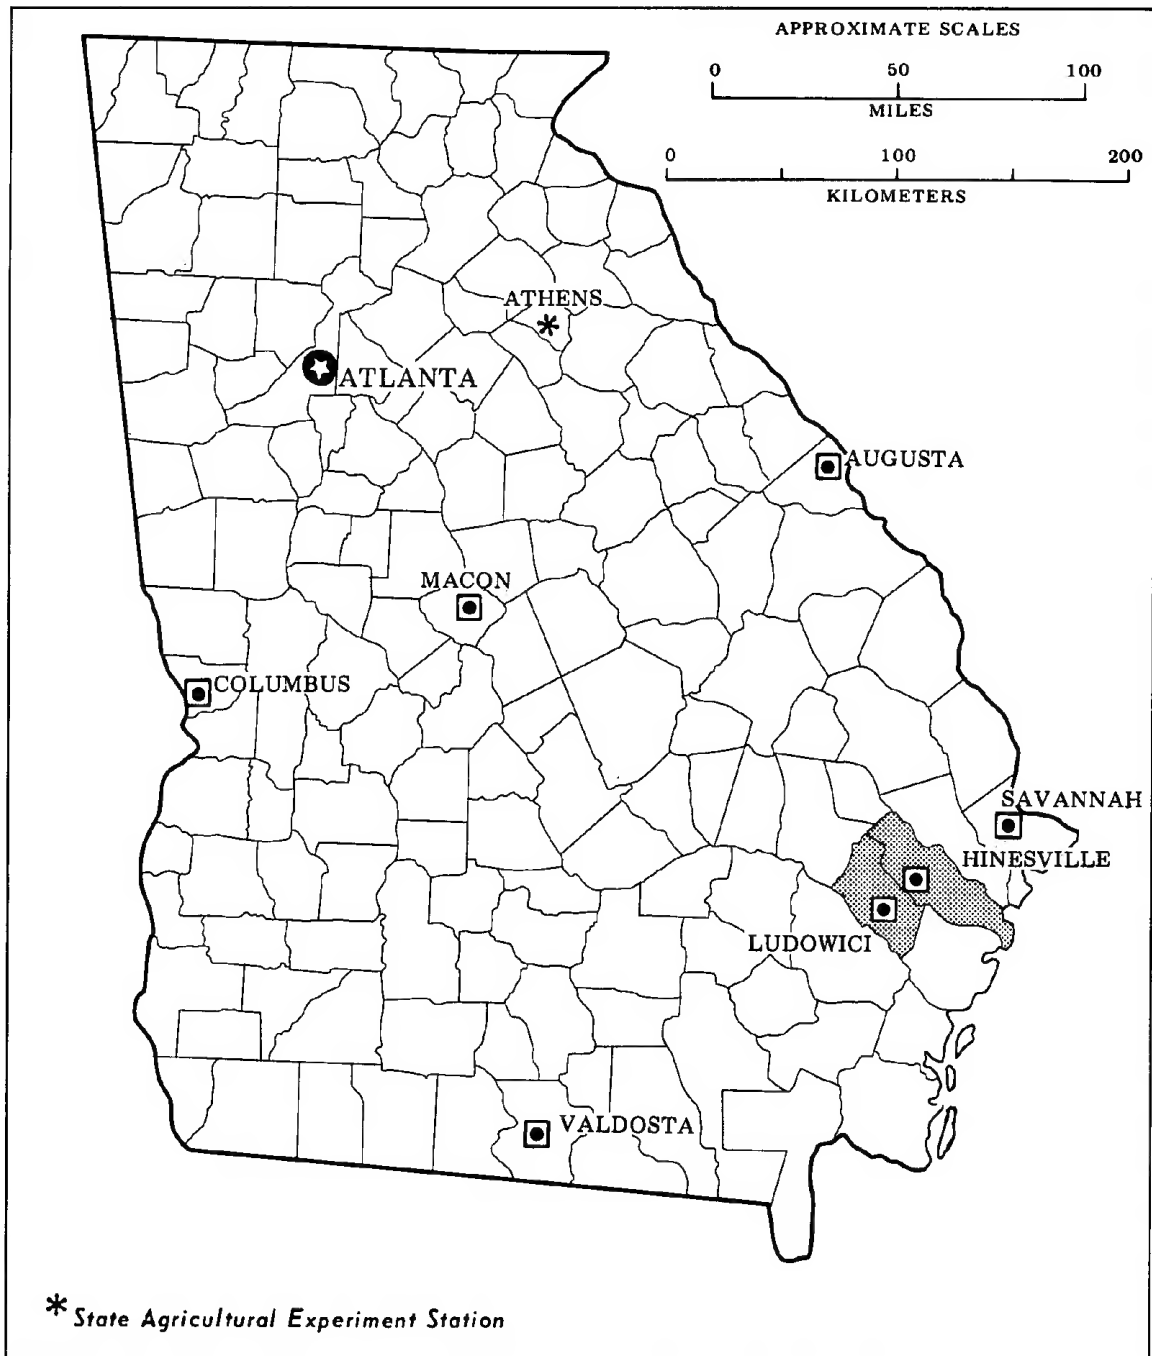 APPROXIMATE SCALES
0 50 100
MILES
0 100 200
KILOMETERS
ATHENS
*
ATLANTA
AUGUSTA
MACON
COLUMBUS
SAVANNAH
HINESVILLE
LUDOWICI
VALDOSTA
* State Agricultural Experiment Station